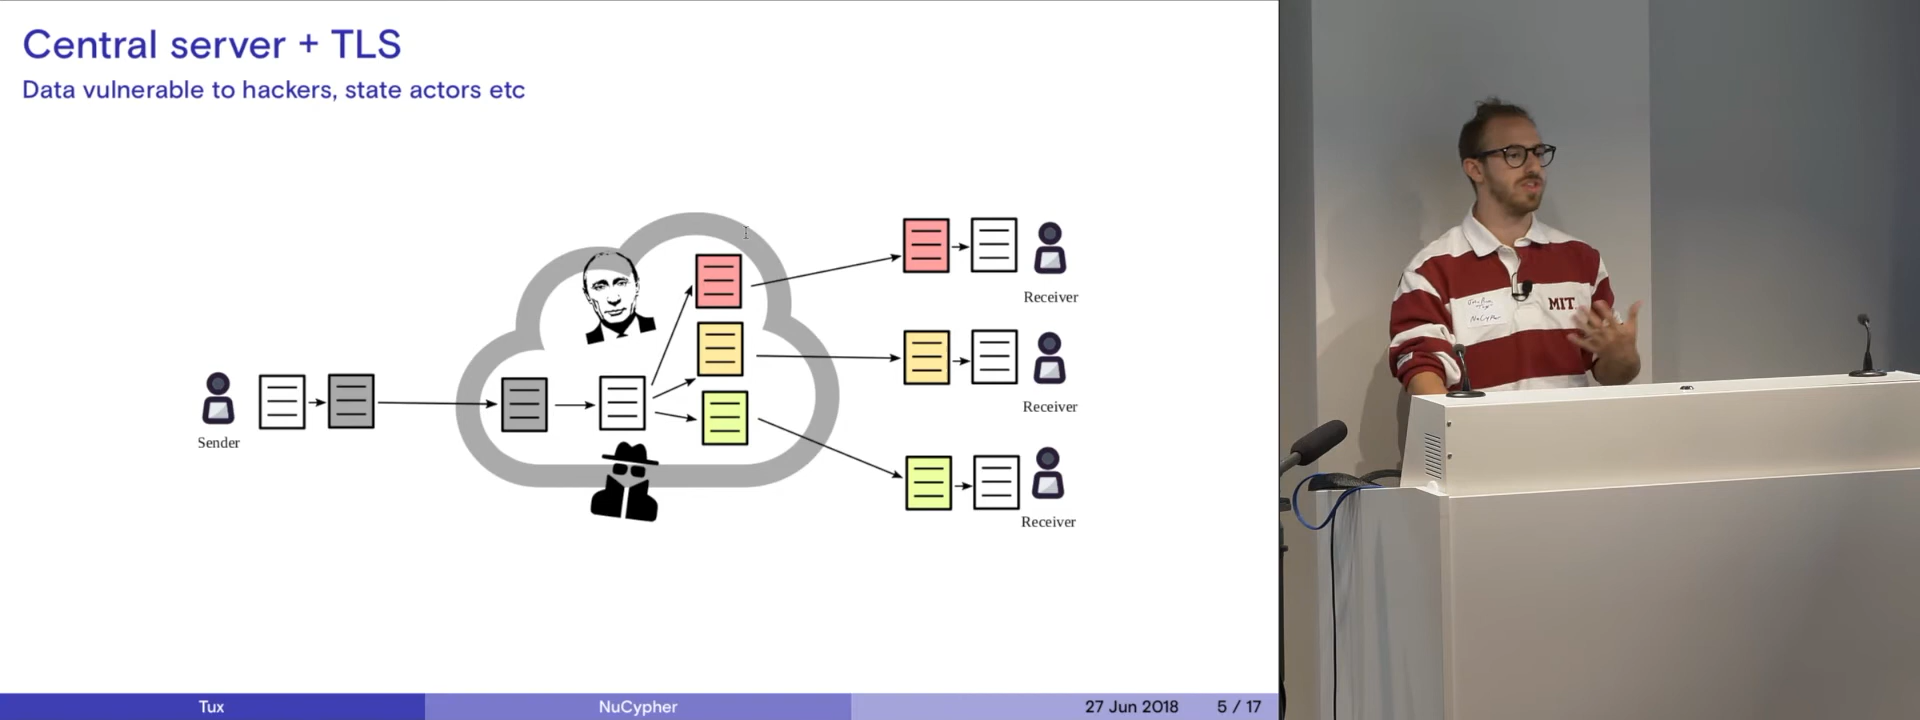 Central server + TLS
Data vulnerable to hackers, state actors etc
Receiver
Receiver
Sender
Receiver
Tux NuCypher 27 Jun 2018 5 / 17
MIT
NuCypher